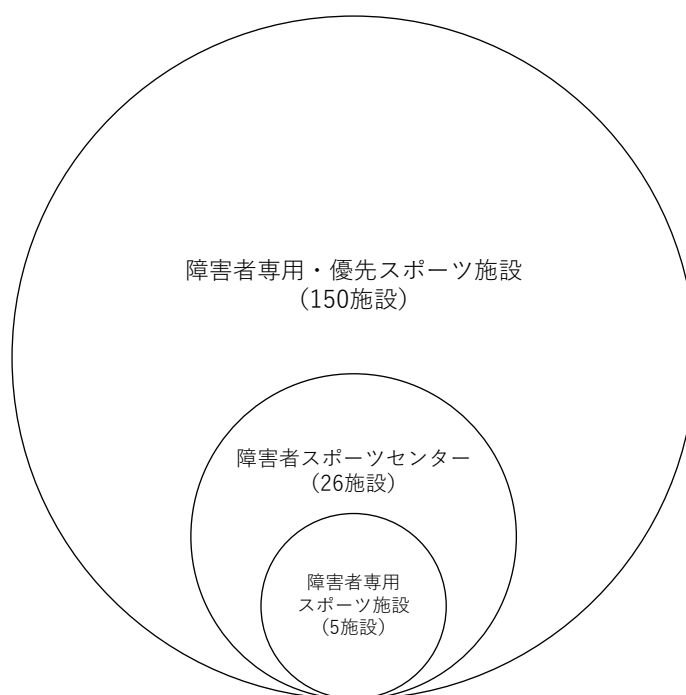 障害者専用・優先スポーツ施設
(150施設)
障害者スポーツセンター
(26施設)
障害者専用
スポーツ施設
(5施設)